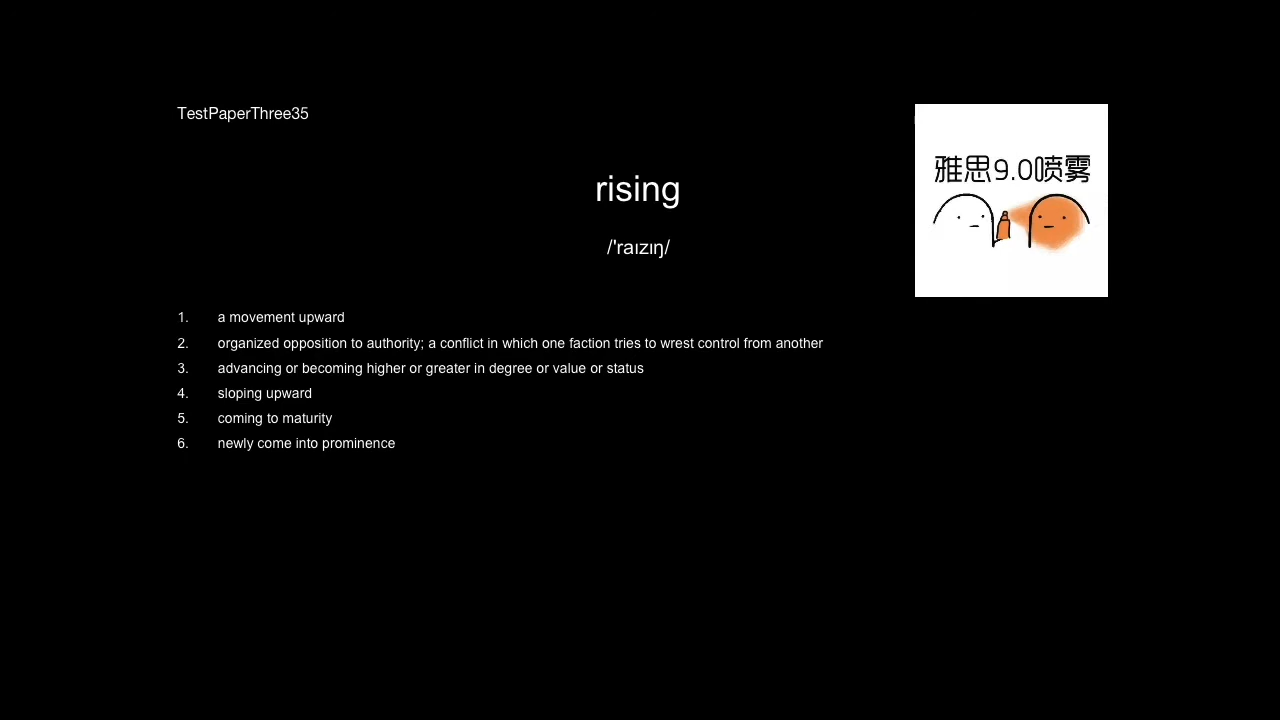 TestPaperThree35
雅思9.0喷雾
rising
/'raɪzɪŋ/
1. a movement upward
2. organized opposition to authority; a conflict in which one faction tries to wrest control from another
3. advancing or becoming higher or greater in degree or value or status
4. sloping upward
5. coming to maturity
6. newly come into prominence